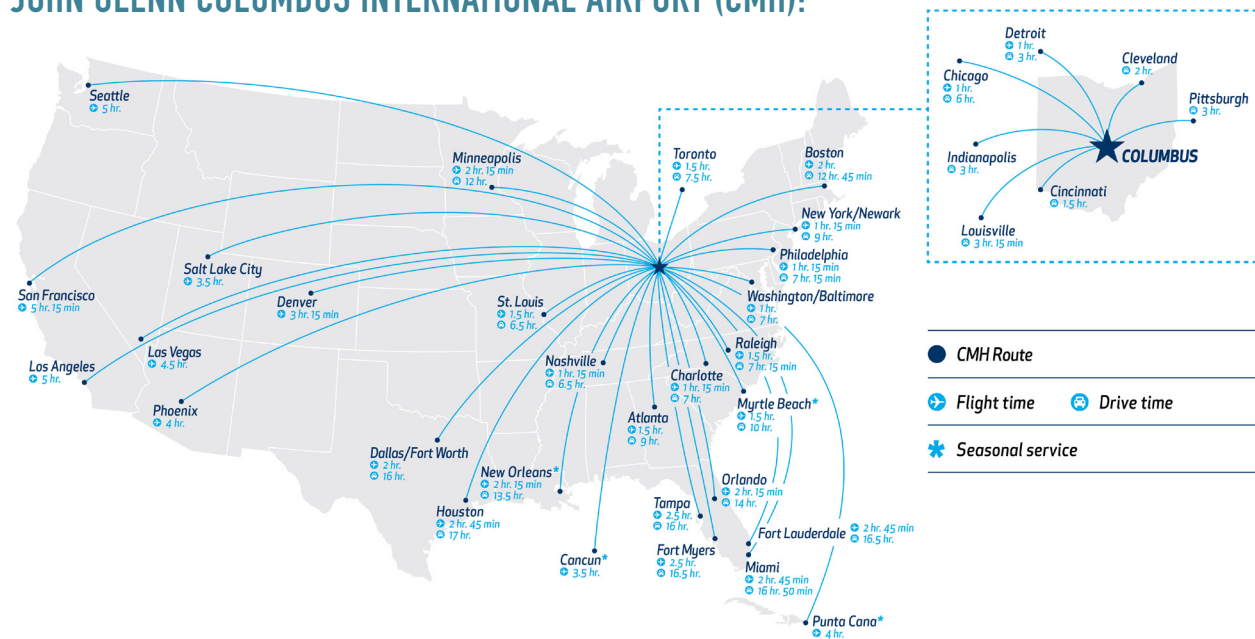 JOHN GLENN COLUMBUS INTERNATIONAL AIRPORT (CMH):
Seattle
5 hr.
Minneapolis
2 hr. 15 min
12 hr.
Toronto
1.5 hr.
7.5 hr.
Boston
2 hr.
12 hr. 45 min
New York/Newark
1 hr. 15 min
9 hr.
Philadelphia
1 hr. 15 min
7 hr. 15 min
Washington/Baltimore
1 hr.
7 hr.
Salt Lake City
3.5 hr.
San Francisco
5 hr. 15 min
Denver
3 hr. 15 min
St. Louis
1.5 hr.
6.5 hr.
Las Vegas
4.5 hr.
Los Angeles
5 hr.
Phoenix
4 hr.
Nashville
1 hr. 15 min
6.5 hr.
Charlotte
1 hr. 15 min
7 hr.
Raleigh
1.5 hr.
7 hr. 15 min
Myrtle Beach*
1.5 hr.
10 hr.
Atlanta
1.5 hr.
9 hr.
Dallas/Fort Worth
2 hr.
16 hr.
New Orleans*
2 hr. 15 min
13.5 hr.
Houston
2 hr. 45 min
17 hr.
Cancun*
3.5 hr.
Orlando
2 hr. 15 min
14 hr.
Tampa
2.5 hr.
16 hr.
Fort Myers
2.5 hr.
16.5 hr.
Fort Lauderdale 2 hr. 45 min
16.5 hr.
Miami
2 hr. 45 min
16 hr. 50 min
Punta Cana*
4 hr.
Detroit
1 hr.
3 hr.
Cleveland
2 hr.
Chicago
1 hr.
6 hr.
Pittsburgh
3 hr.
Indianapolis
3 hr.
COLUMBUS
Cincinnati
1.5 hr.
Louisville
3 hr. 15 min
CMH Route
Flight time Drive time
* Seasonal service